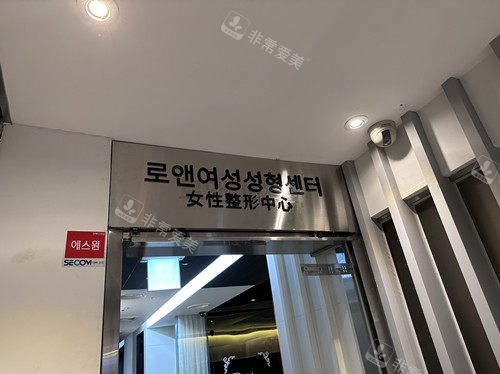 로앤여성성형센터
女性整形中心
에스원
SECOM
非常爱美
非常爱美
非常爱美